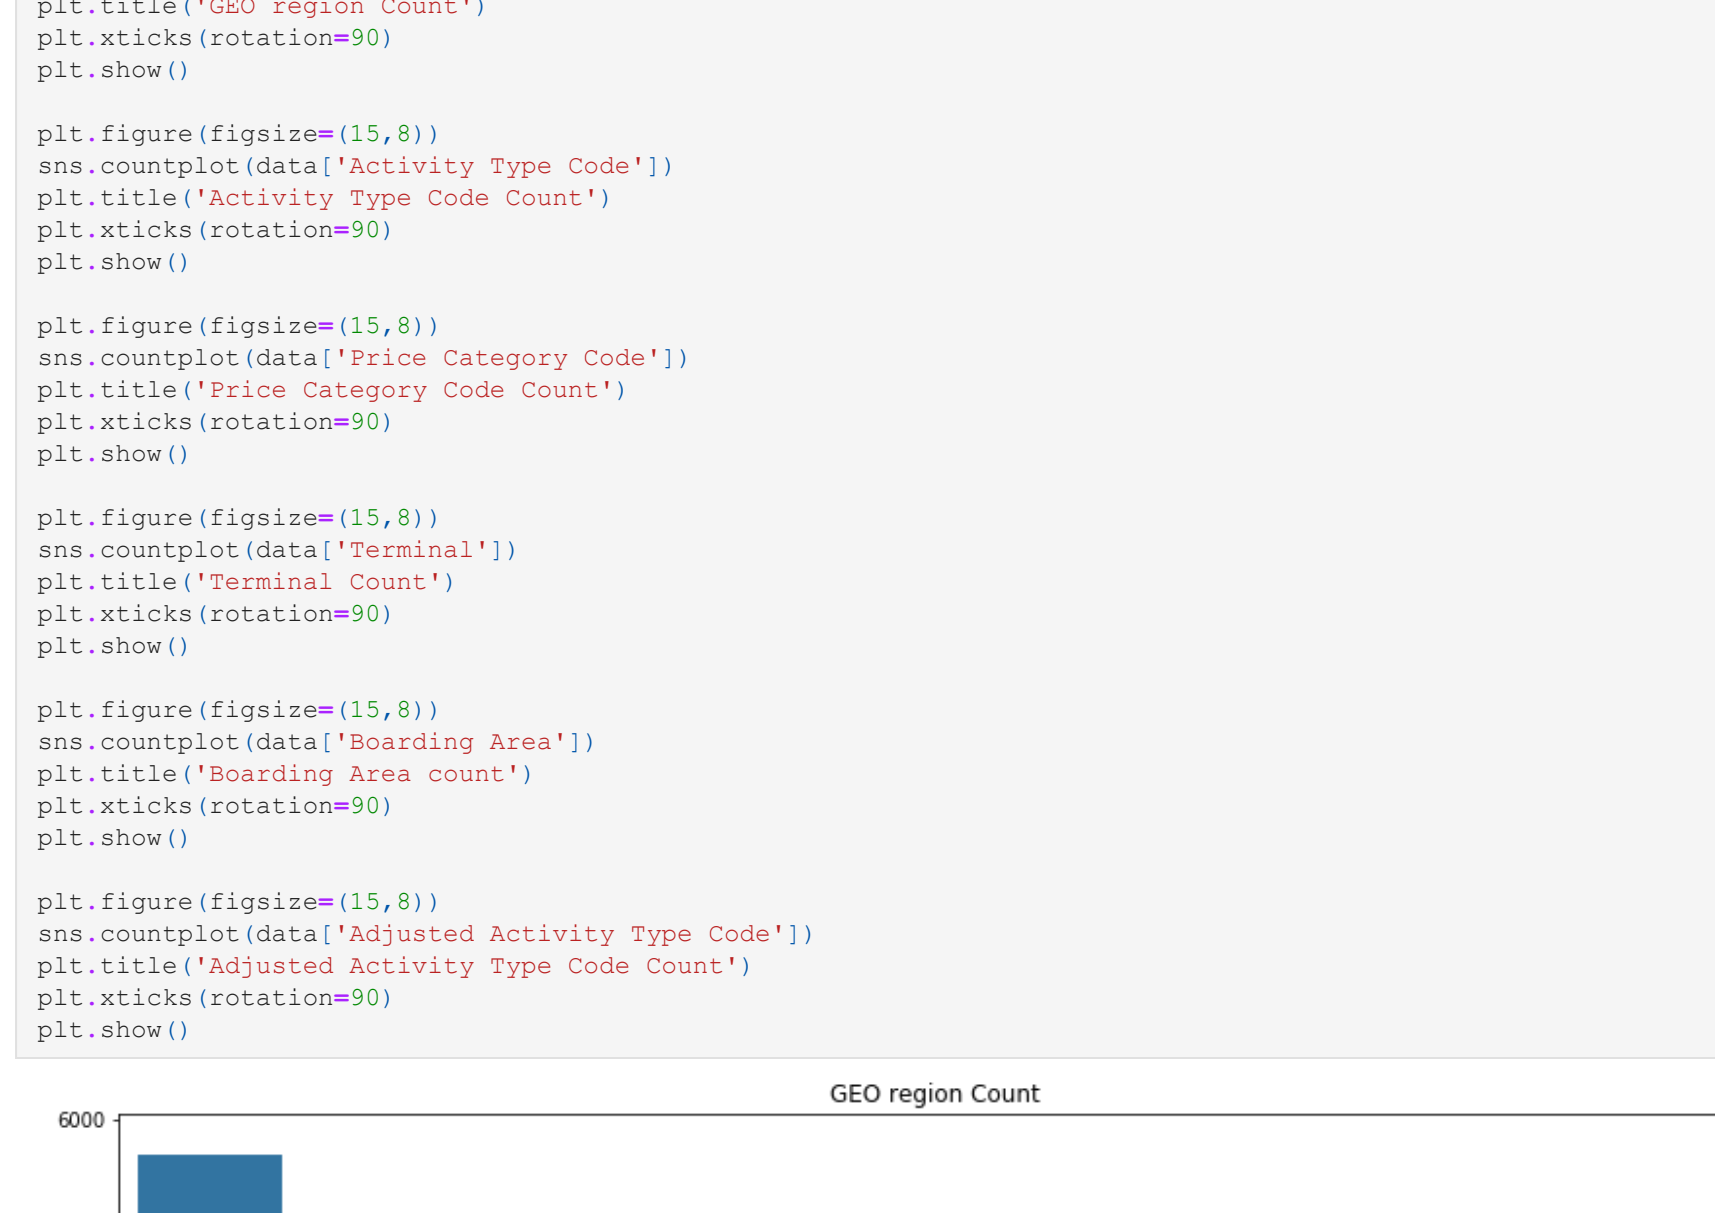 plt.title('GEO region Count')
plt.xticks(rotation=90)
plt.show()
plt.figure(figsize=(15,8))
sns.countplot(data['Activity Type Code'])
plt.title('Activity Type Code Count')
plt.xticks(rotation=90)
plt.show()
plt.figure(figsize=(15,8))
sns.countplot(data['Price Category Code'])
plt.title('Price Category Code Count')
plt.xticks(rotation=90)
plt.show()
plt.figure(figsize=(15,8))
sns.countplot(data['Terminal'])
plt.title('Terminal Count')
plt.xticks(rotation=90)
plt.show()
plt.figure(figsize=(15,8))
sns.countplot(data['Boarding Area'])
plt.title('Boarding Area count')
plt.xticks(rotation=90)
plt.show()
plt.figure(figsize=(15,8))
sns.countplot(data['Adjusted Activity Type Code'])
plt.title('Adjusted Activity Type Code Count')
plt.xticks(rotation=90)
plt.show()
GEO region Count
6000